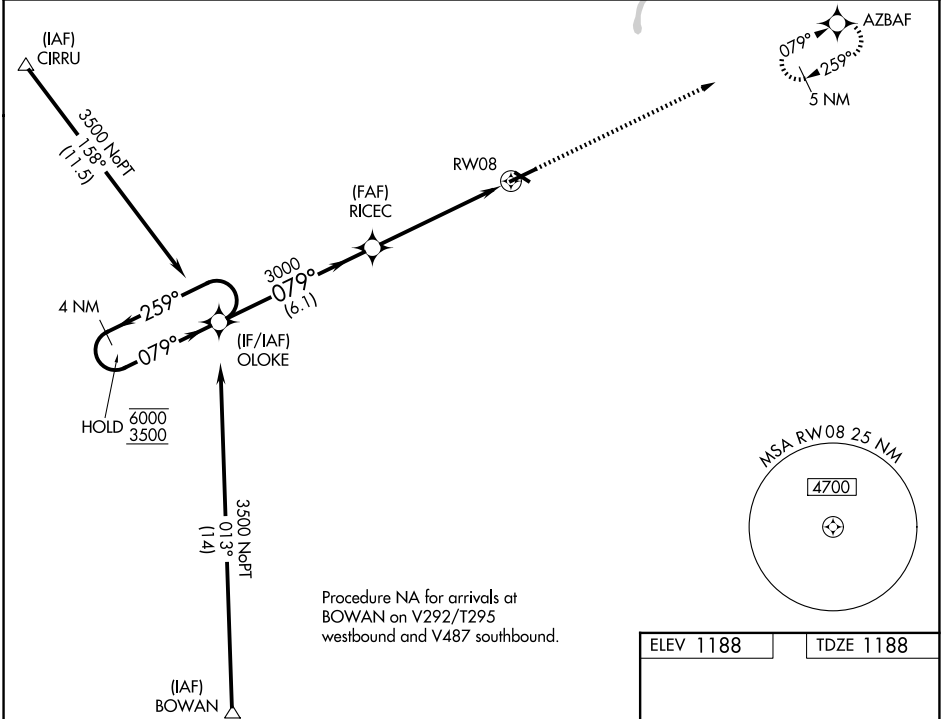 (IAF)
CIRRU
3500 NoPT
158°
(11.5)
AZBAF
079°
259°
5 NM
RW08
(FAF)
RICEC
3000
079°
(6.1)
4 NM
259°
079°
(IF/IAF)
OLOKE
HOLD 6000
3500
MSA RW08 25 NM
4700
3500 NoPT
013°
(14)
Procedure NA for arrivals at
BOWAN on V292/T295
westbound and V487 southbound.
(IAF)
BOWAN
ELEV 1188
TDZE 1188